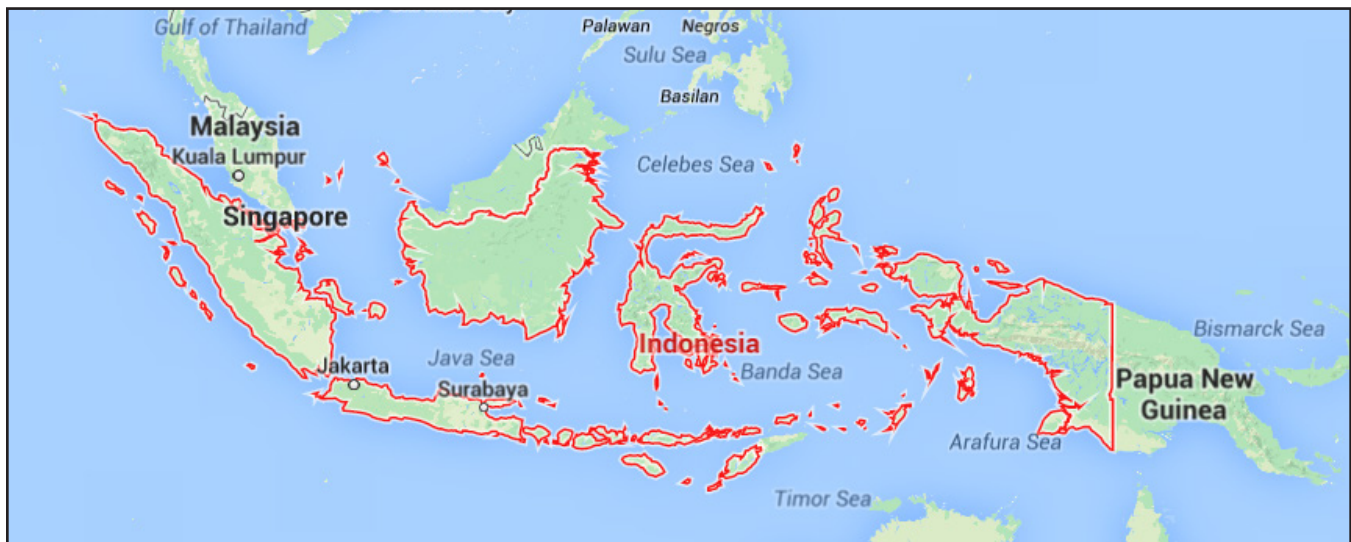 Gulf of Thailand
Palawan
Negros
Sulu Sea
Basilan
Malaysia
Kuala Lumpur
Celebes Sea
Singapore
Indonesia
Bismarck Sea
Java Sea
Jakarta
Banda Sea
Surabaya
Papua New
Guinea
Arafura Sea
Timor Sea